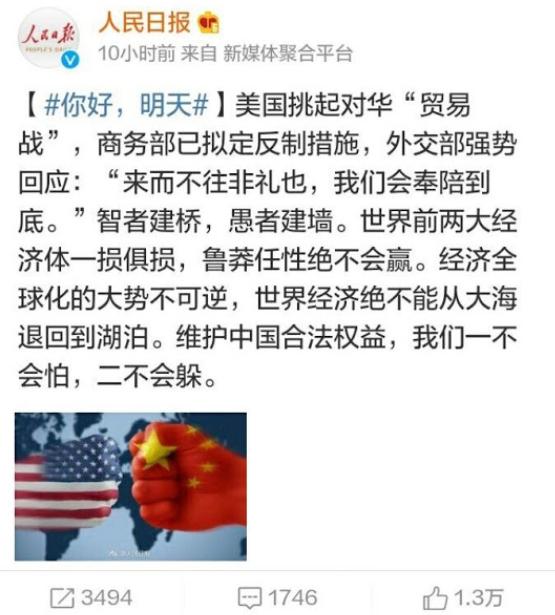 人民日报
人民日报
PEOPLE'S DAILY
10小时前 来自 新媒体聚合平台
【#你好，明天#】美国挑起对华“贸易
战”，商务部已拟定反制措施，外交部强势
回应：“来而不往非礼也，我们会奉陪到
底。”智者建桥，愚者建墙。世界前两大经
济体一损俱损，鲁莽任性绝不会赢。经济全
球化的大势不可逆，世界经济绝不能从大海
退回到湖泊。维护中国合法权益，我们一不
会怕，二不会躲。
3494
1746
1.3万